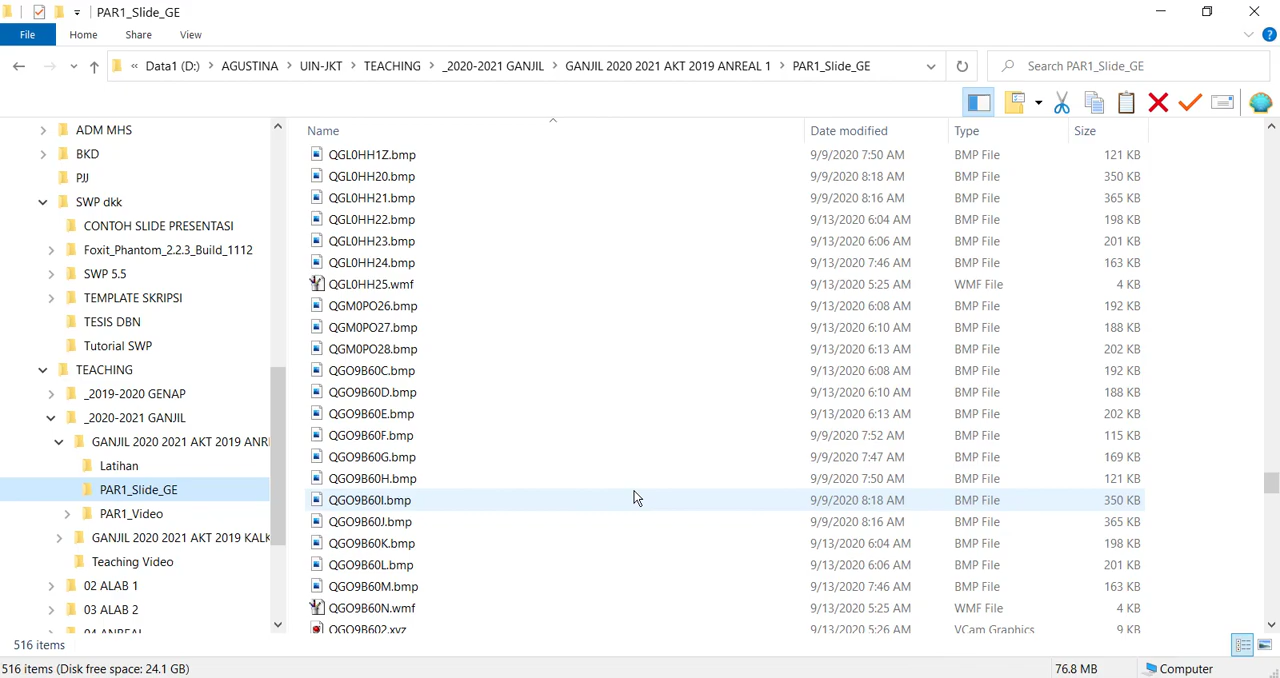 PAR1_Slide_GE
File Home Share View
« Data1 (D:) > AGUSTINA > UIN-JKT > TEACHING > _2020-2021 GANJIL > GANJIL 2020 2021 AKT 2019 ANREAL 1 > PAR1_Slide_GE
Search PAR1_Slide_GE
ADM MHS
BKD
PJJ
SWP dkk
CONTOH SLIDE PRESENTASI
Foxit_Phantom_2.2.3_Build_1112
SWP 5.5
TEMPLATE SKRIPSI
TESIS DBN
Tutorial SWP
TEACHING
_2019-2020 GENAP
_2020-2021 GANJIL
GANJIL 2020 2021 AKT 2019 ANRE
Latihan
PAR1_Slide_GE
PAR1_Video
GANJIL 2020 2021 AKT 2019 KALK
Teaching Video
02 ALAB 1
03 ALAB 2
04 ANREAL
Name Date modified Type Size
QGL0HH1Z.bmp 9/9/2020 7:50 AM BMP File 121 KB
QGL0HH20.bmp 9/9/2020 8:18 AM BMP File 350 KB
QGL0HH21.bmp 9/9/2020 8:16 AM BMP File 365 KB
QGL0HH22.bmp 9/13/2020 6:04 AM BMP File 198 KB
QGL0HH23.bmp 9/13/2020 6:06 AM BMP File 201 KB
QGL0HH24.bmp 9/13/2020 7:46 AM BMP File 163 KB
QGL0HH25.wmf 9/13/2020 5:25 AM WMF File 4 KB
QGM0PO26.bmp 9/13/2020 6:08 AM BMP File 192 KB
QGM0PO27.bmp 9/13/2020 6:10 AM BMP File 188 KB
QGM0PO28.bmp 9/13/2020 6:13 AM BMP File 202 KB
QGO9B60C.bmp 9/13/2020 6:08 AM BMP File 192 KB
QGO9B60D.bmp 9/13/2020 6:10 AM BMP File 188 KB
QGO9B60E.bmp 9/13/2020 6:13 AM BMP File 202 KB
QGO9B60F.bmp 9/9/2020 7:52 AM BMP File 115 KB
QGO9B60G.bmp 9/9/2020 7:47 AM BMP File 169 KB
QGO9B60H.bmp 9/9/2020 7:50 AM BMP File 121 KB
QGO9B60I.bmp 9/9/2020 8:18 AM BMP File 350 KB
QGO9B60J.bmp 9/9/2020 8:16 AM BMP File 365 KB
QGO9B60K.bmp 9/13/2020 6:04 AM BMP File 198 KB
QGO9B60L.bmp 9/13/2020 6:06 AM BMP File 201 KB
QGO9B60M.bmp 9/13/2020 7:46 AM BMP File 163 KB
QGO9B60N.wmf 9/13/2020 5:25 AM WMF File 4 KB
QGO9B602.xyz 9/13/2020 5:26 AM VCam Graphics 9 KB
516 items
516 items (Disk free space: 24.1 GB) 76.8 MB Computer